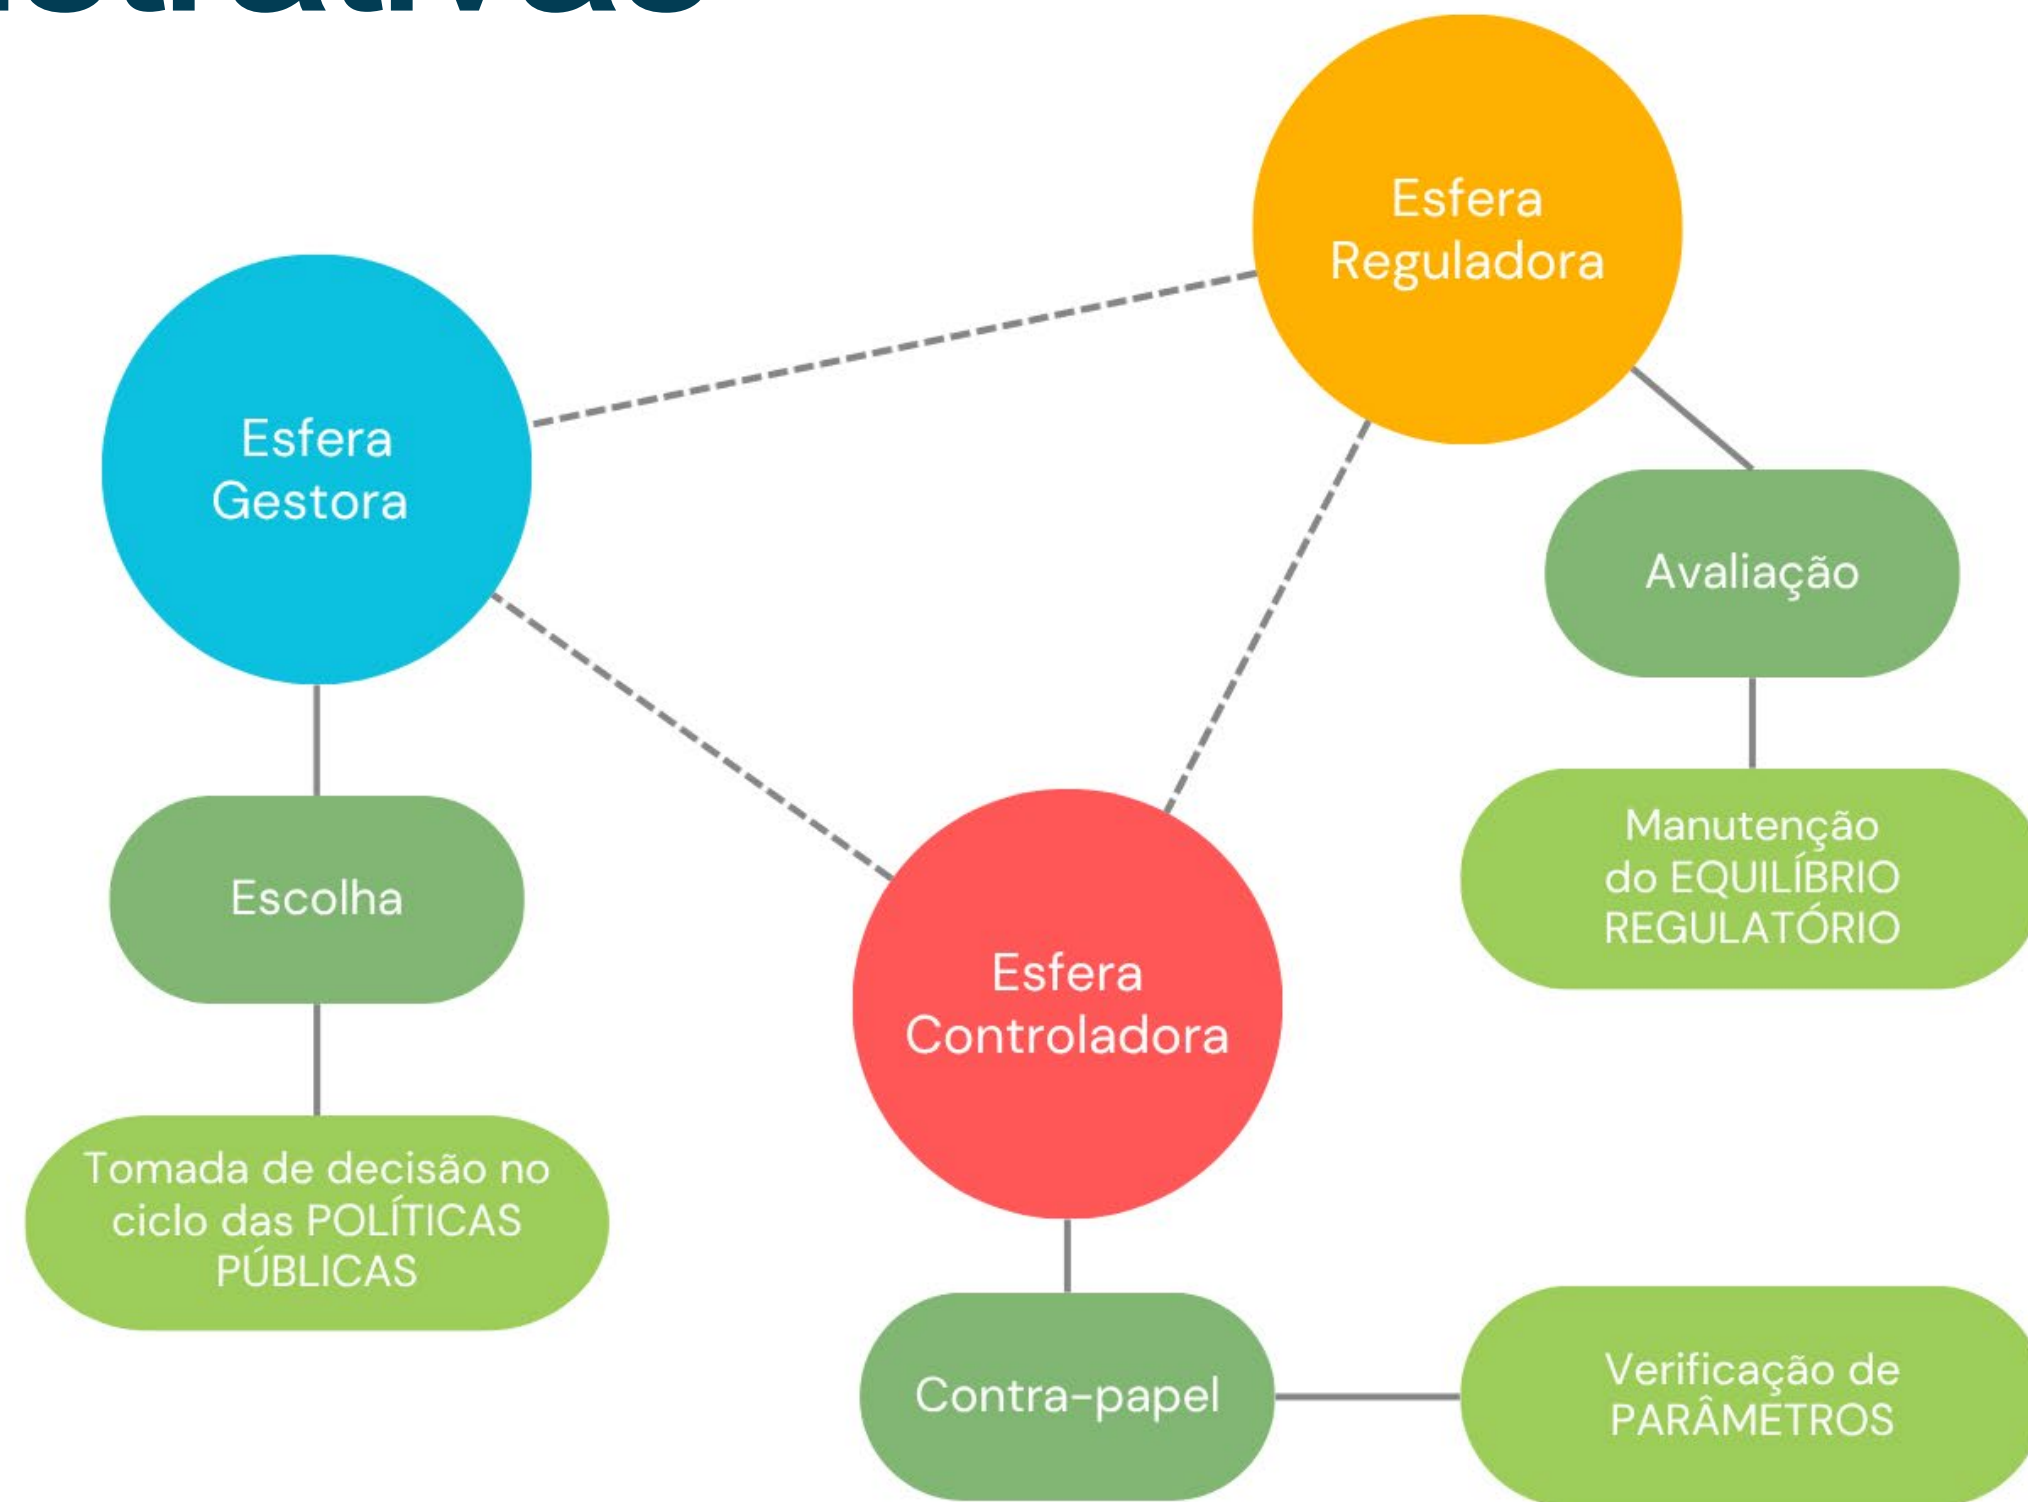 Esfera
Reguladora
Esfera
Gestora
Avaliação
Manutenção
do EQUILÍBRIO
REGULATÓRIO
Escolha
Esfera
Controladora
Tomada de decisão no
ciclo das POLÍTICAS
PÚBLICAS
Contra-papel
Verificação de
PARÂMETROS